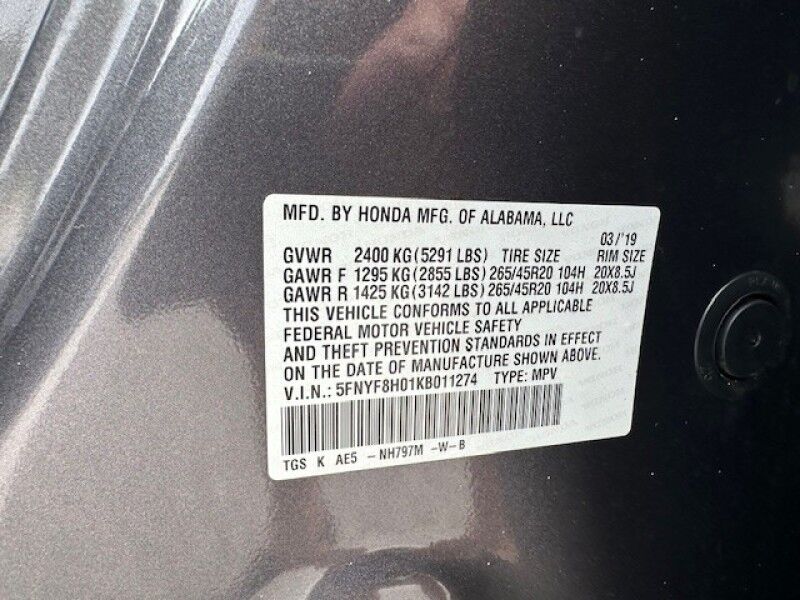 MFD. BY HONDA MFG. OF ALABAMA, LLC
03/'19
GVWR 2400 KG (5291 LBS) TIRE SIZE RIM SIZE
GAWR F 1295 KG (2855 LBS) 265/45R20 104H 20X8.5J
GAWR R 1425 KG (3142 LBS) 265/45R20 104H 20X8.5J
THIS VEHICLE CONFORMS TO ALL APPLICABLE
FEDERAL MOTOR VEHICLE SAFETY
AND THEFT PREVENTION STANDARDS IN EFFECT
ON THE DATE OF MANUFACTURE SHOWN ABOVE.
V.I.N.: 5FNYF8H01KB011274 TYPE: MPV
TGS K AE5 -NH797M -W-B